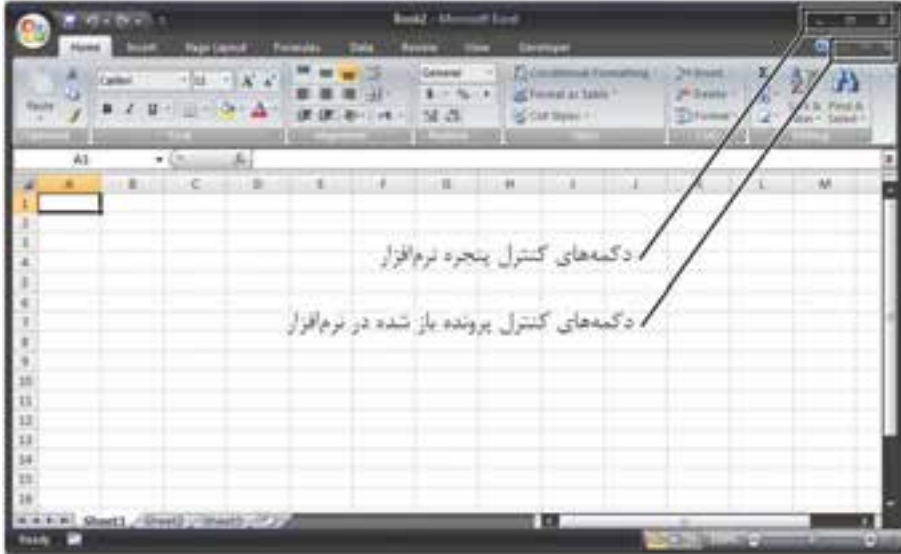 Book2 - Microsoft Excel
Home Insert Page Layout Formulas Data Review View Developer
Calibri 11 General Conditional Formatting Insert
Paste B I U Format as Table Delete
Cell Styles Format Find &
A1
A B C D E F G H I J K L M
1
2
3
4
دکمه‌های کنترل پنجره نرم‌افزار
5
6
7
دکمه‌های کنترل پرونده باز شده در نرم‌افزار
8
9
10
11
12
13
14
15
16
Sheet1 Sheet2 Sheet3
Ready